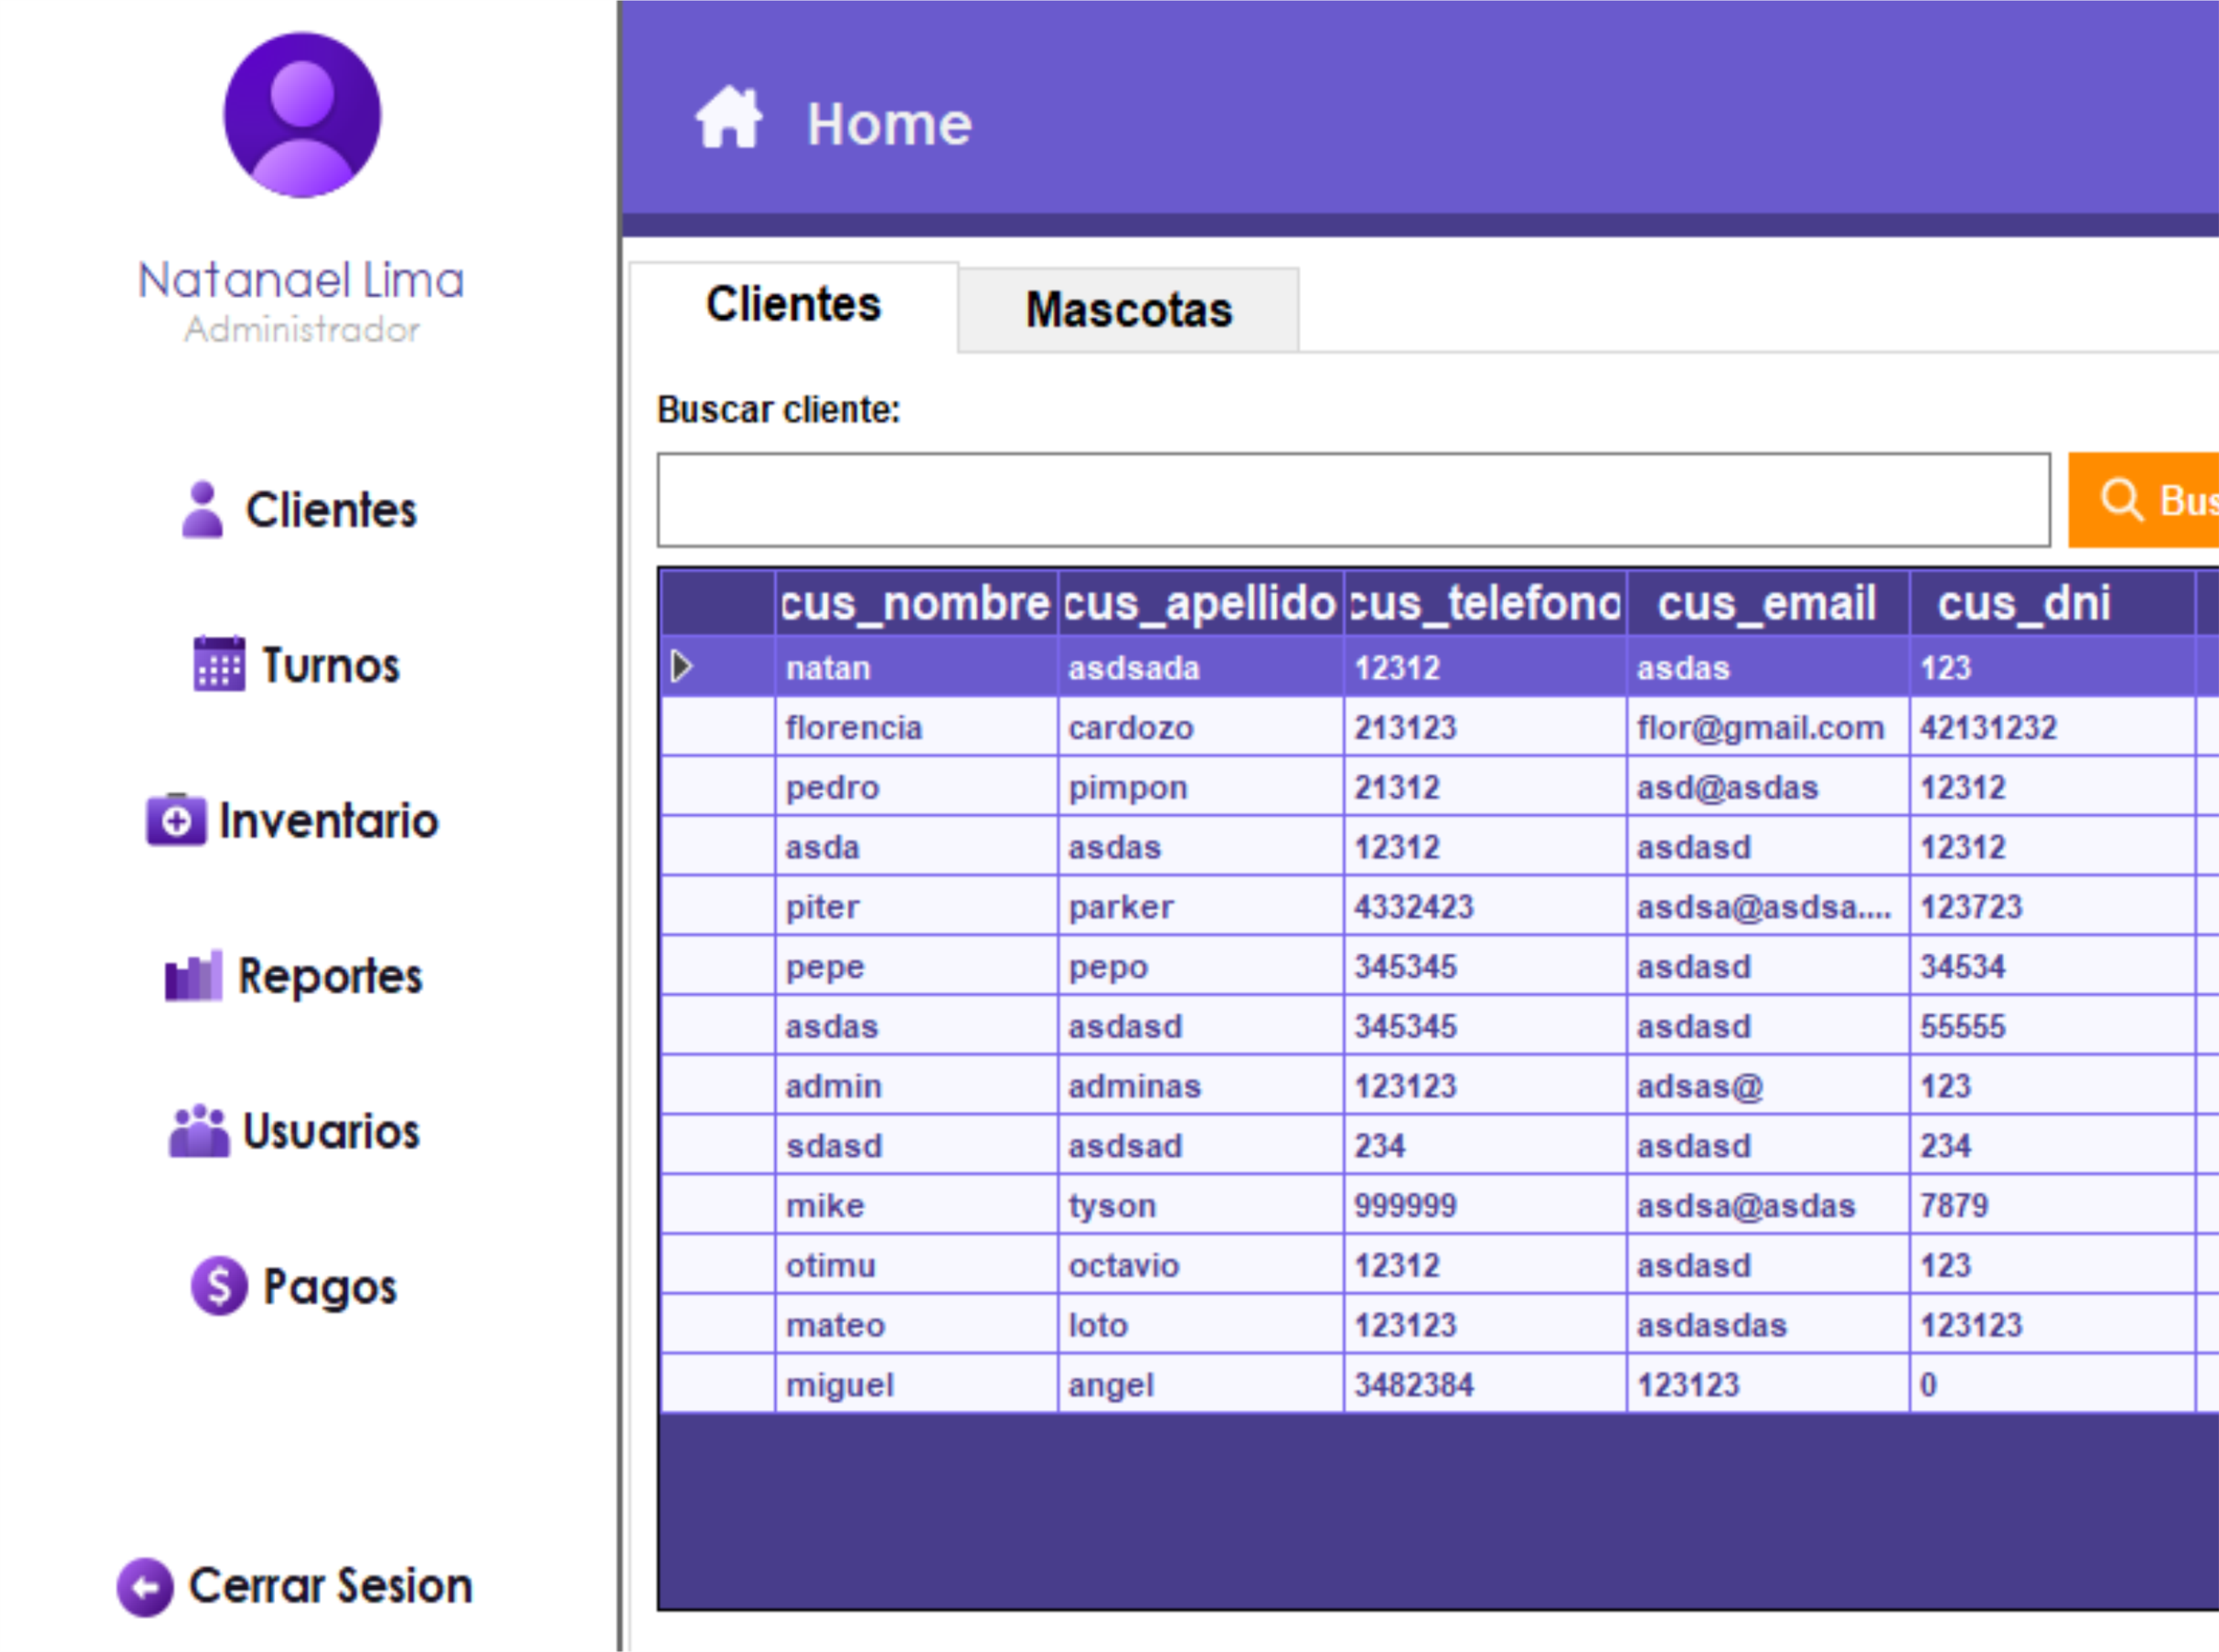 Natanael Lima
Administrador
Clientes
Turnos
Inventario
Reportes
Usuarios
Pagos
Cerrar Sesion
Home
Clientes Mascotas
Buscar cliente:
Bus
cus_nombre cus_apellido cus_telefono cus_email cus_dni
natan asdsada 12312 asdas 123
florencia cardozo 213123 flor@gmail.com 42131232
pedro pimpon 21312 asd@asdas 12312
asda asdas 12312 asdasd 12312
piter parker 4332423 asdsa@asdsa.... 123723
pepe pepo 345345 asdasd 34534
asdas asdasd 345345 asdasd 55555
admin adminas 123123 adsas@ 123
sdasd asdsad 234 asdasd 234
mike tyson 999999 asdsa@asdas 7879
otimu octavio 12312 asdasd 123
mateo loto 123123 asdasdas 123123
miguel angel 3482384 123123 0